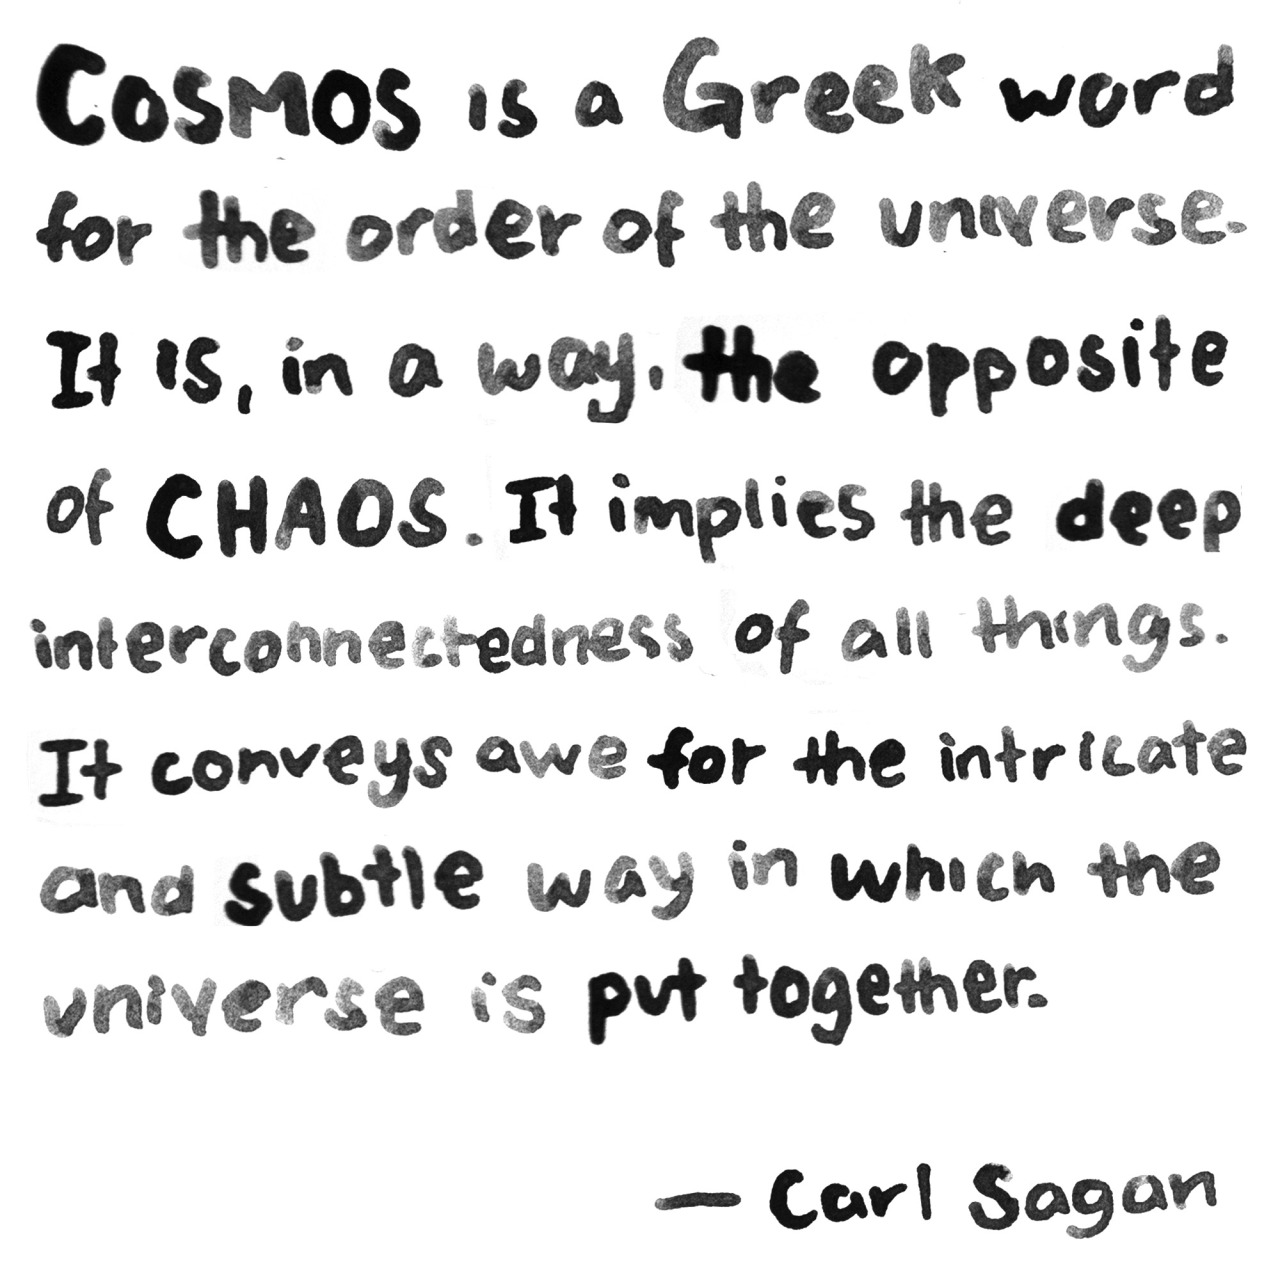 COSMOS is a Greek word
for the order of the universe.
It is, in a way, the opposite
of CHAOS. It implies the deep
interconnectedness of all things.
It conveys awe for the intricate
and subtle way in which the
universe is put together.
— Carl Sagan